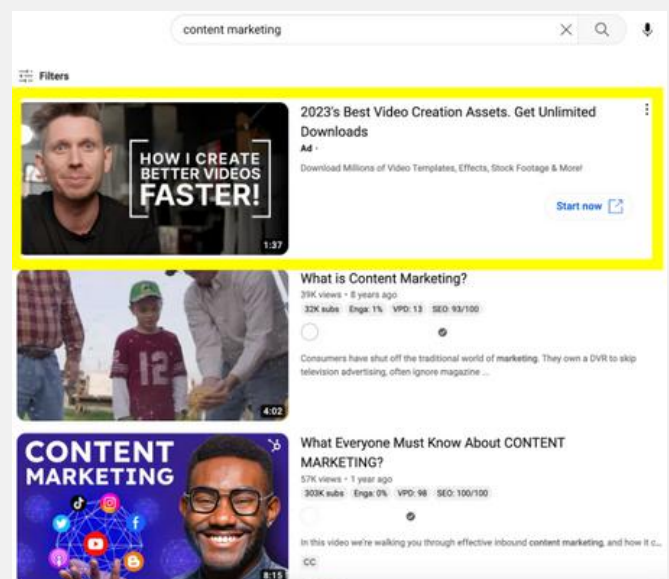 content marketing
Filters
HOW I CREATE
BETTER VIDEOS
FASTER!
1:37
2023's Best Video Creation Assets. Get Unlimited
Downloads
Ad ·
Download Millions of Video Templates, Effects, Stock Footage & More!
Start now
12
4:02
What is Content Marketing?
39K views • 8 years ago
32K subs Enga: 1% VPD: 13 SEO: 93/100
Consumers have shut off the traditional world of marketing. They own a DVR to skip
television advertising, often ignore magazine ...
CONTENT
MARKETING
8:15
What Everyone Must Know About CONTENT
MARKETING?
57K views • 1 year ago
303K subs Enga: 0% VPD: 98 SEO: 100/100
In this video we're walking you through effective inbound content marketing, and how it c...
CC